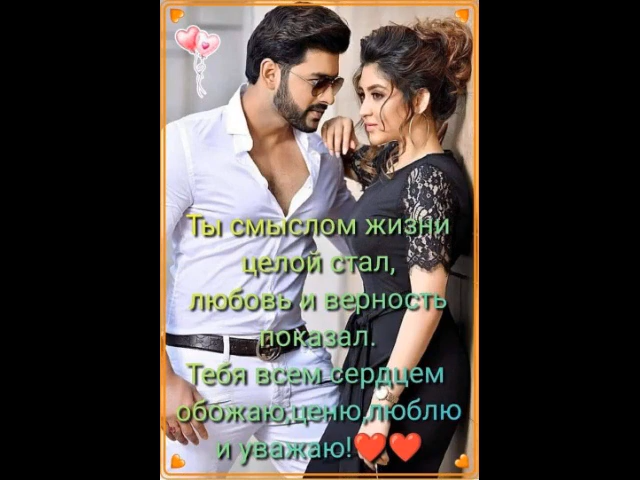 Ты смыслом жизни
целой стал,
любовь и верность
показал.
Тебя всем сердцем
обожаю,ценю,люблю
и уважаю!❤️❤️